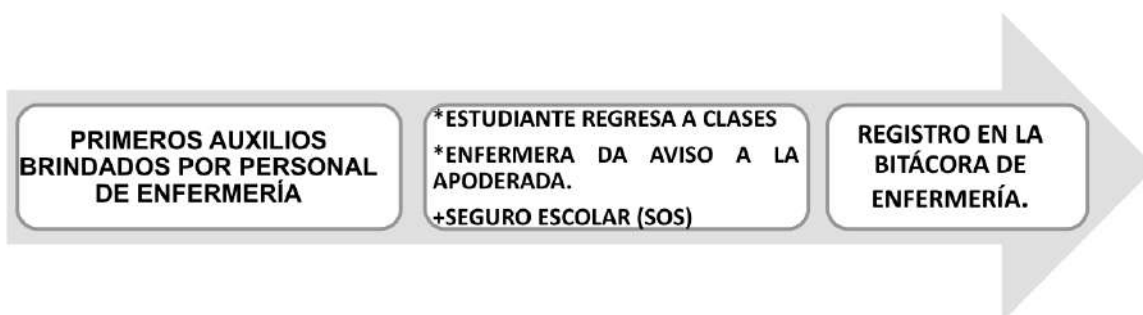 PRIMEROS AUXILIOS
BRINDADOS POR PERSONAL
DE ENFERMERÍA
*ESTUDIANTE REGRESA A CLASES
*ENFERMERA DA AVISO A LA
APODERADA.
+SEGURO ESCOLAR (SOS)
REGISTRO EN LA
BITÁCORA DE
ENFERMERÍA.